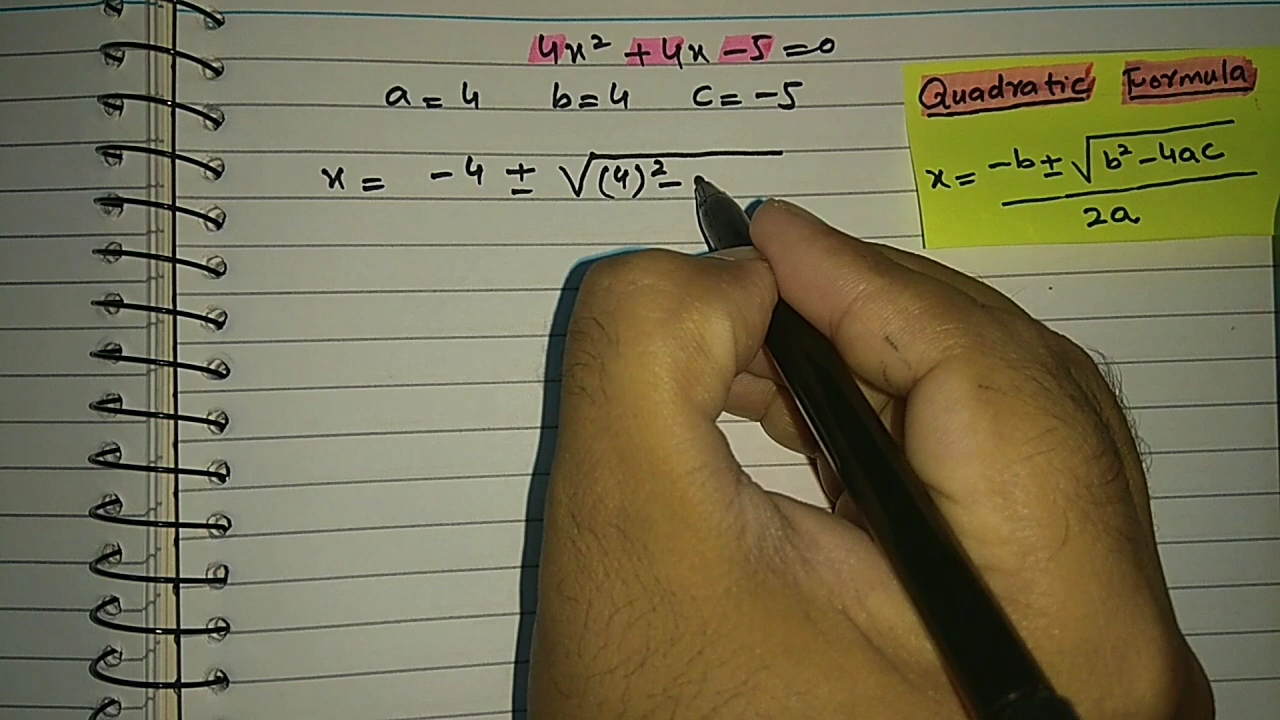 4x² + 4x - 5 = 0
a = 4 b = 4 c = -5
x = -4 ± √(4)² -
Quadratic Formula
x = -b ± √b² - 4ac
2a